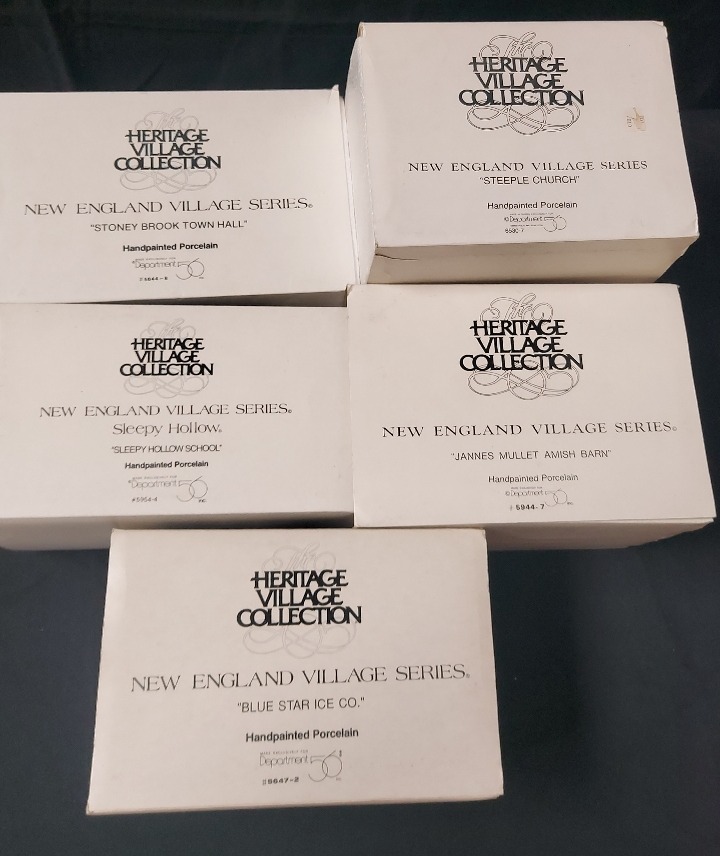 The
HERITAGE
VILLAGE
COLLECTION
NEW ENGLAND VILLAGE SERIES®
"STONEY BROOK TOWN HALL"
Handpainted Porcelain
Department 56
The
HERITAGE
VILLAGE
COLLECTION
NEW ENGLAND VILLAGE SERIES
"STEEPLE CHURCH"
Handpainted Porcelain
©Department 56
The
HERITAGE
VILLAGE
COLLECTION
NEW ENGLAND VILLAGE SERIES®
Sleepy Hollow®
"SLEEPY HOLLOW SCHOOL"
Handpainted Porcelain
Department 56
#5954-4
The
HERITAGE
VILLAGE
COLLECTION
NEW ENGLAND VILLAGE SERIES®
"JANNES MULLET AMISH BARN"
Handpainted Porcelain
©Department 56
#5944-7
The
HERITAGE
VILLAGE
COLLECTION
NEW ENGLAND VILLAGE SERIES®
"BLUE STAR ICE CO."
Handpainted Porcelain
MADE EXCLUSIVELY FOR
Department 56
#5647-2